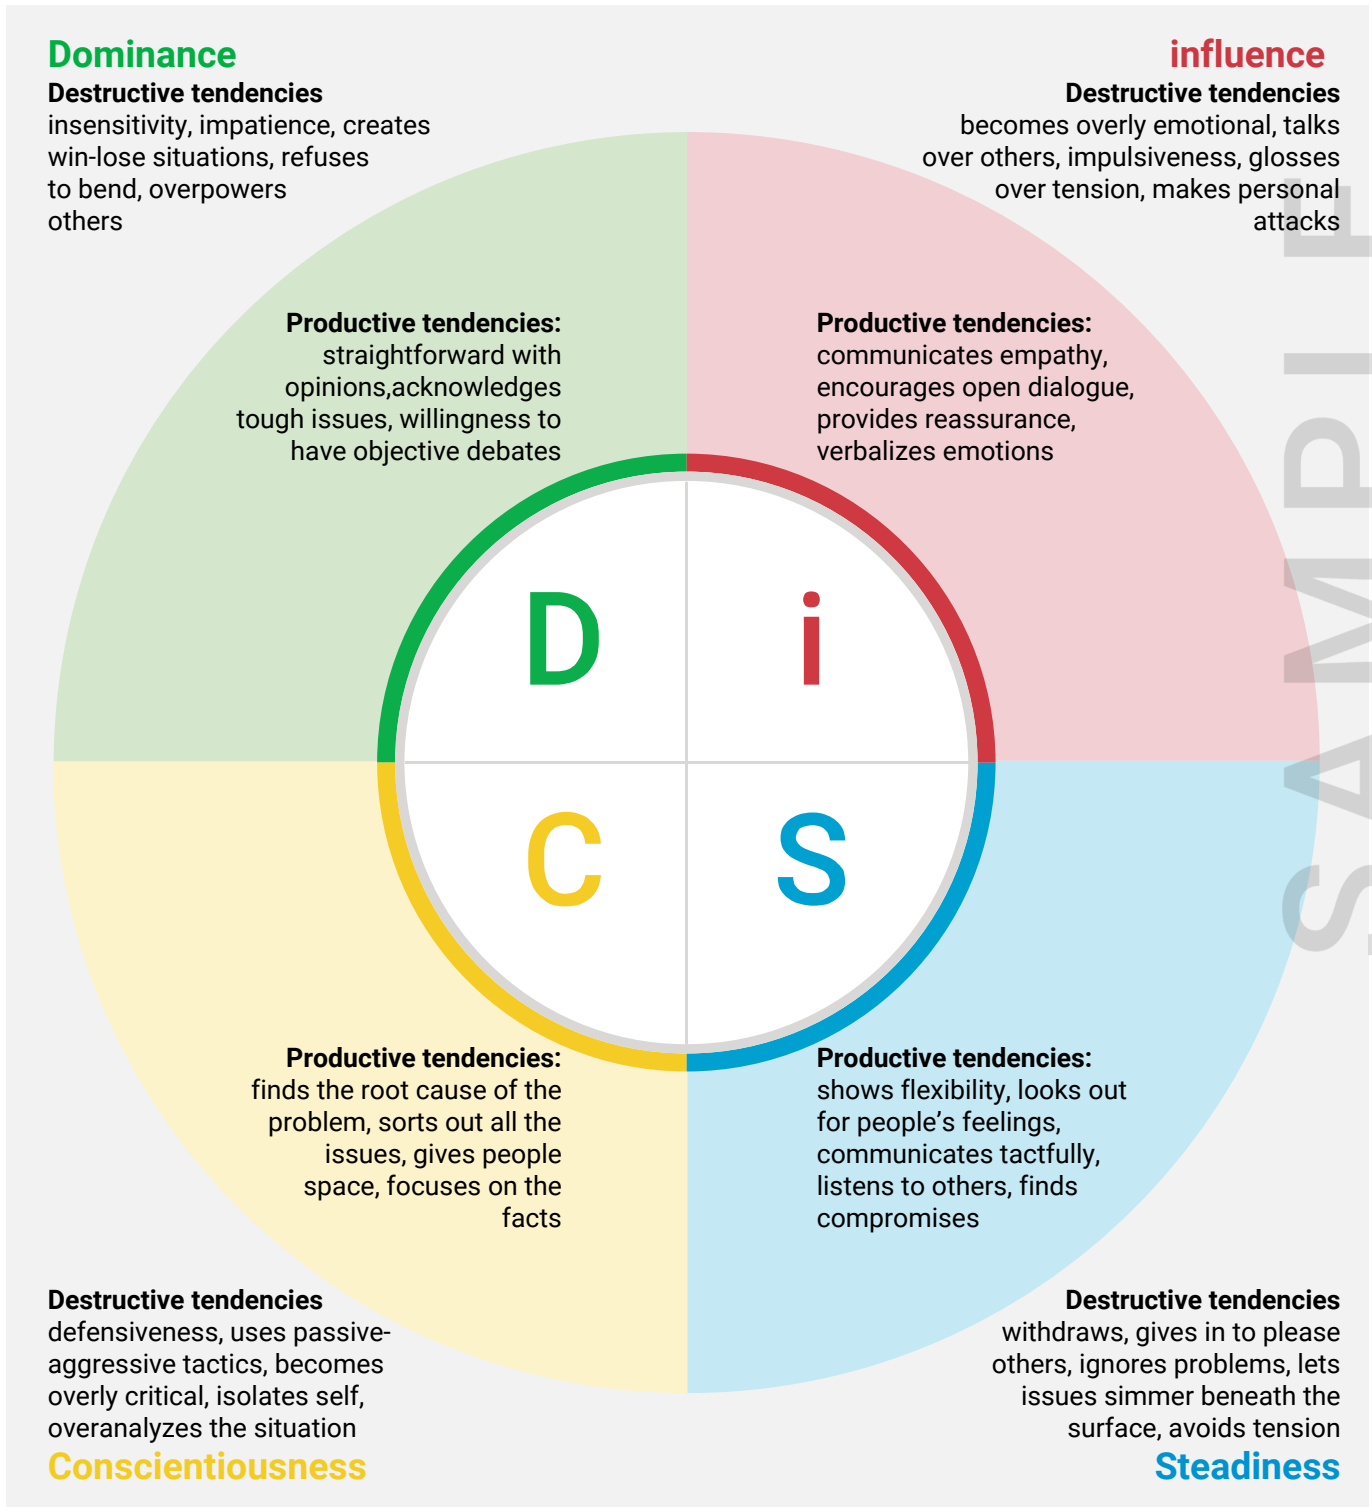 Dominance
Destructive tendencies
insensitivity, impatience, creates
win-lose situations, refuses
to bend, overpowers
others
influence
Destructive tendencies
becomes overly emotional, talks
over others, impulsiveness, glosses
over tension, makes personal
attacks
Productive tendencies:
straightforward with
opinions,acknowledges
tough issues, willingness to
have objective debates
Productive tendencies:
communicates empathy,
encourages open dialogue,
provides reassurance,
verbalizes emotions
D
i
C
S
Productive tendencies:
finds the root cause of the
problem, sorts out all the
issues, gives people
space, focuses on the
facts
Productive tendencies:
shows flexibility, looks out
for people’s feelings,
communicates tactfully,
listens to others, finds
compromises
Destructive tendencies
defensiveness, uses passive-
aggressive tactics, becomes
overly critical, isolates self,
overanalyzes the situation
Conscientiousness
Destructive tendencies
withdraws, gives in to please
others, ignores problems, lets
issues simmer beneath the
surface, avoids tension
Steadiness
SAMPLE